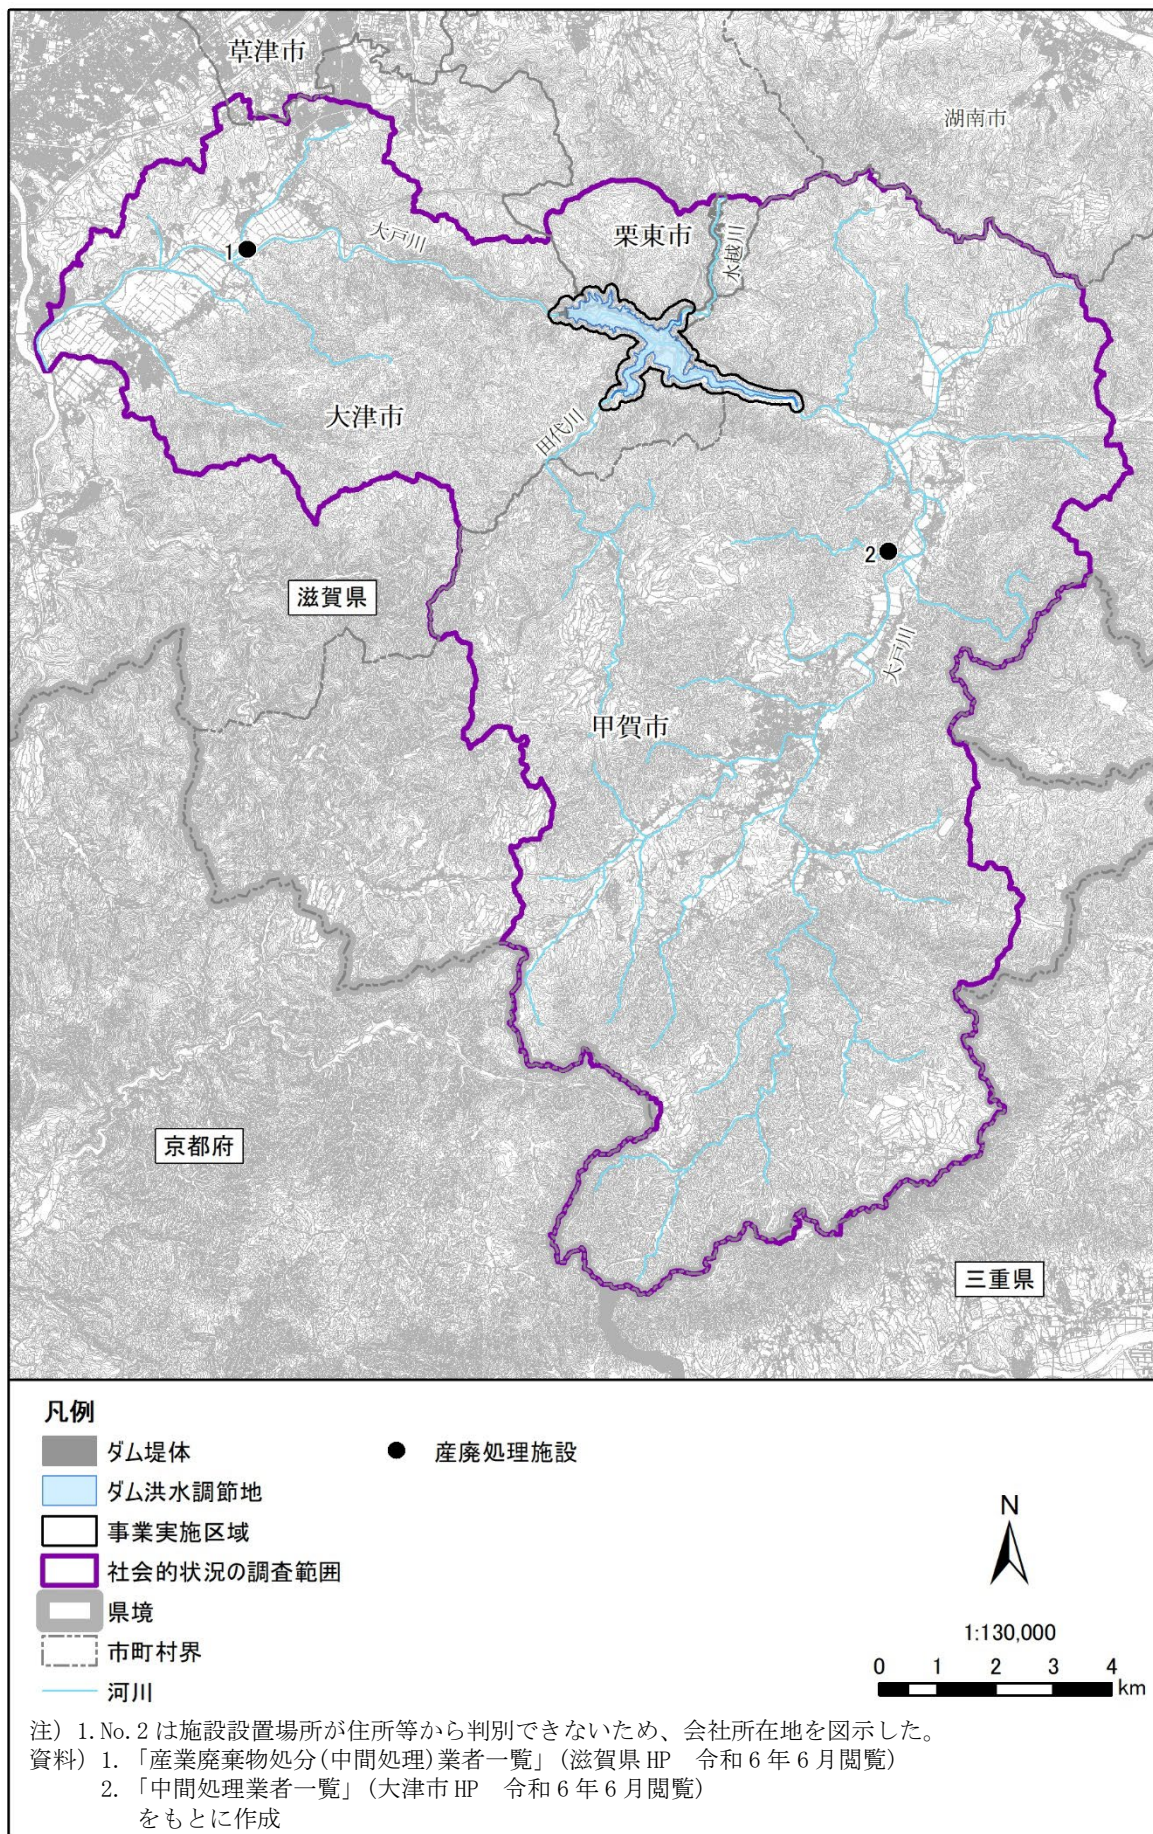 草津市
湖南市
栗東市
大戸川
水越川
1
大津市
田代川
2
滋賀県
大戸川
甲賀市
京都府
三重県
凡例
ダム堤体
産廃処理施設
ダム洪水調節地
事業実施区域
社会的状況の調査範囲
県境
市町村界
河川
N
1:130,000
0 1 2 3 4
km
注）1.No.2は施設設置場所が住所等から判別できないため、会社所在地を図示した。
資料）1.「産業廃棄物処分(中間処理)業者一覧」(滋賀県HP　令和6年6月閲覧)
2.「中間処理業者一覧」(大津市HP　令和6年6月閲覧)
をもとに作成